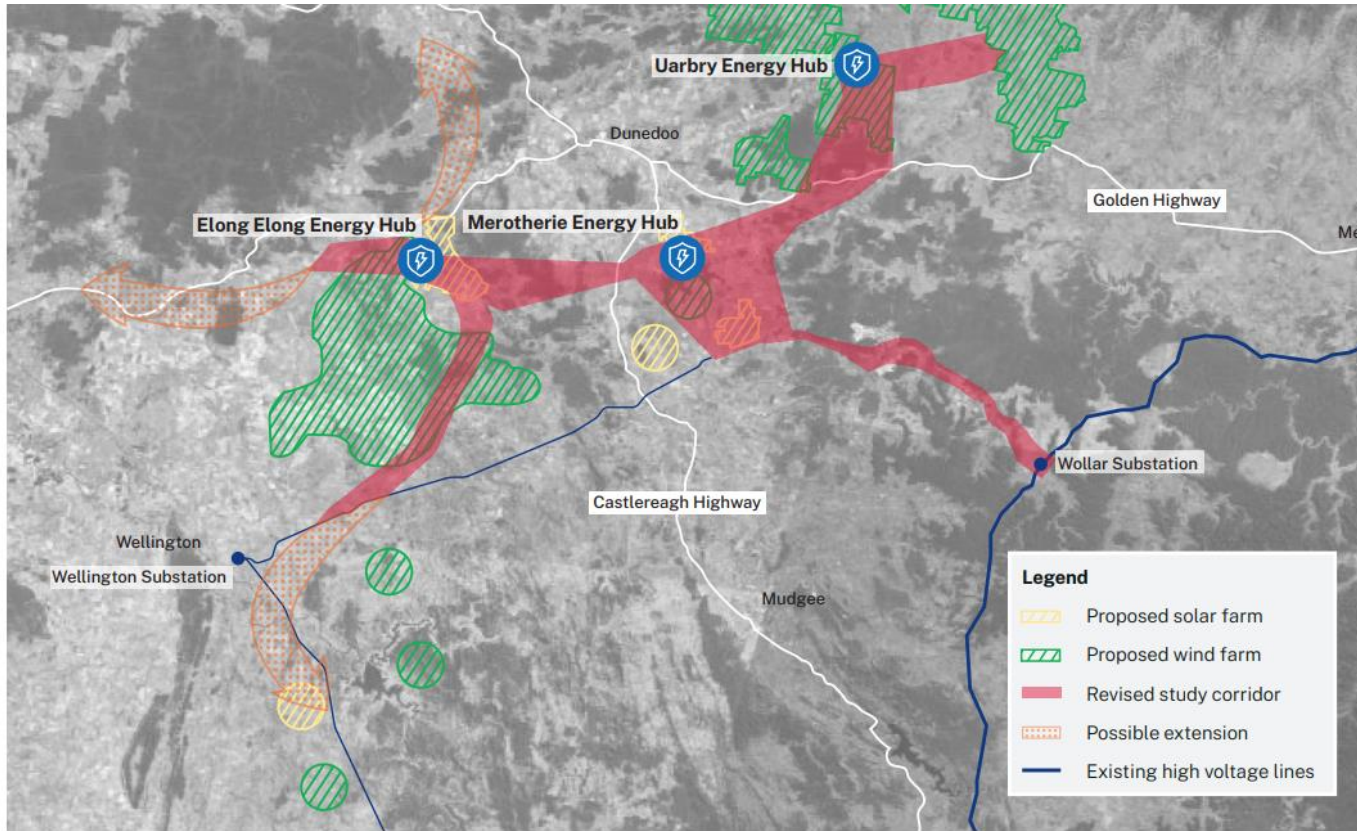 Uarbry Energy Hub
Dunedoo
Golden Highway
Elong Elong Energy Hub
Merotherie Energy Hub
Me
Wollar Substation
Castlereagh Highway
Wellington
Wellington Substation
Mudgee
Legend
Proposed solar farm
Proposed wind farm
Revised study corridor
Possible extension
Existing high voltage lines